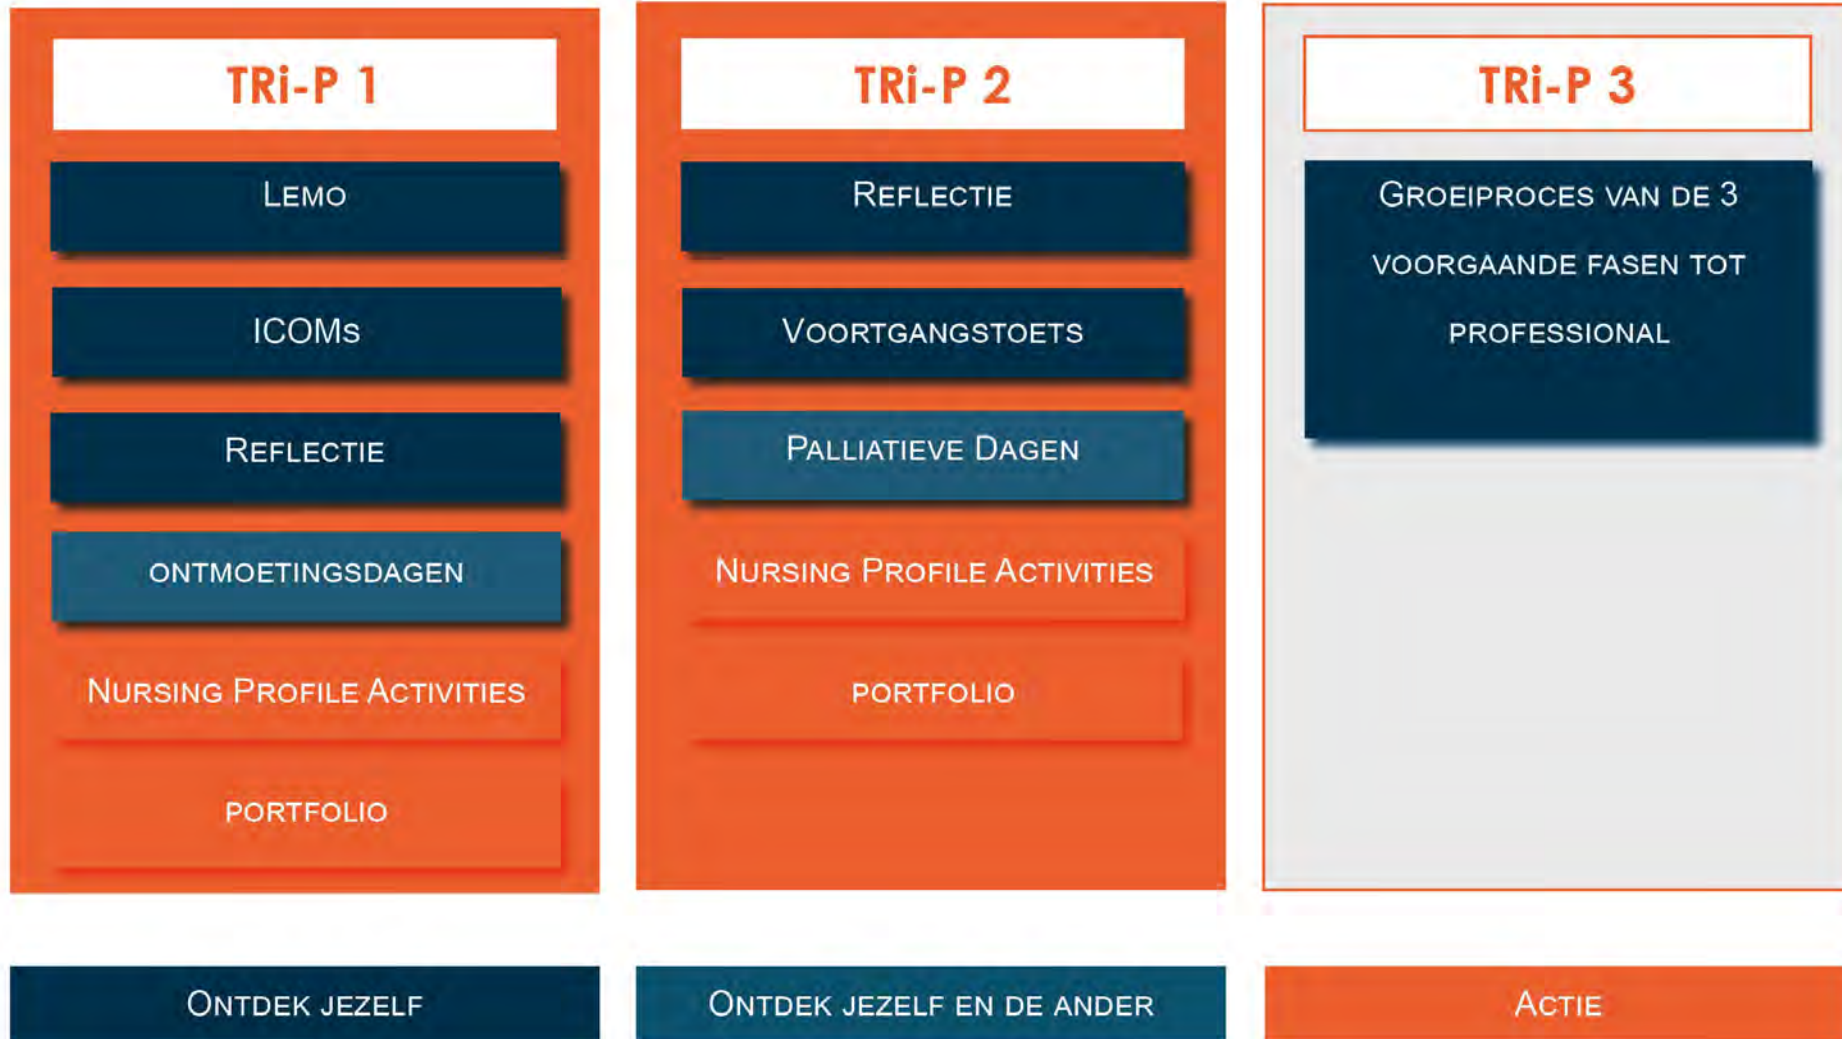 TRi-P 1
LEMO
ICOMS
REFLECTIE
ONTMOETINGSDAGEN
NURSING PROFILE ACTIVITIES
PORTFOLIO
TRi-P 2
REFLECTIE
VOORTGANGSTOETS
PALLIATIEVE DAGEN
NURSING PROFILE ACTIVITIES
PORTFOLIO
TRi-P 3
GROEIPROCES VAN DE 3
VOORGAANDE FASEN TOT
PROFESSIONAL
ONTDEK JEZELF
ONTDEK JEZELF EN DE ANDER
ACTIE